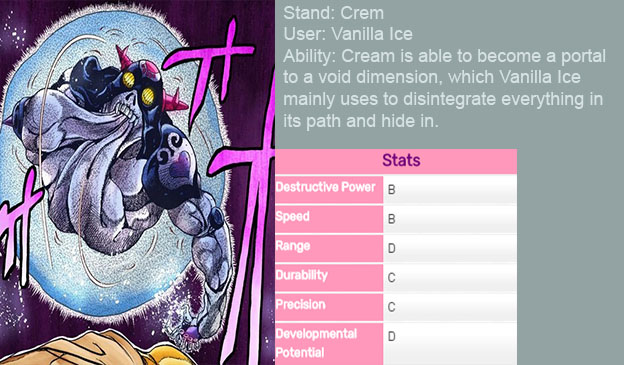 Stand: Crem
User: Vanilla Ice
Ability: Cream is able to become a portal
to a void dimension, which Vanilla Ice
mainly uses to disintegrate everything in
its path and hide in.
Stats
Destructive Power B
Speed B
Range D
Durability C
Precision C
Developmental D
Potential